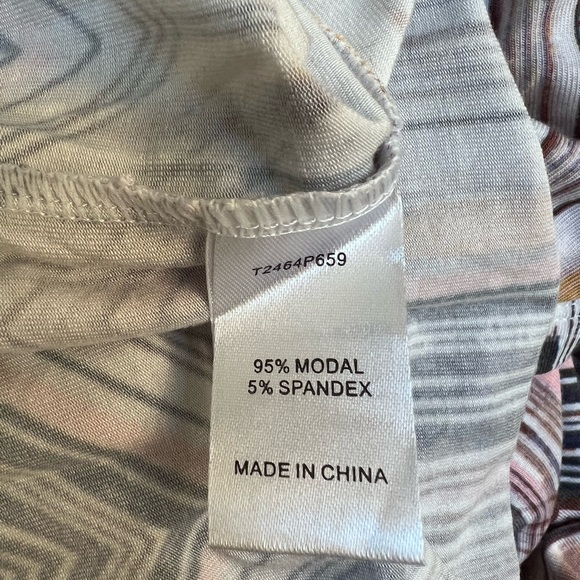 T2464P659
95% MODAL
5% SPANDEX
MADE IN CHINA